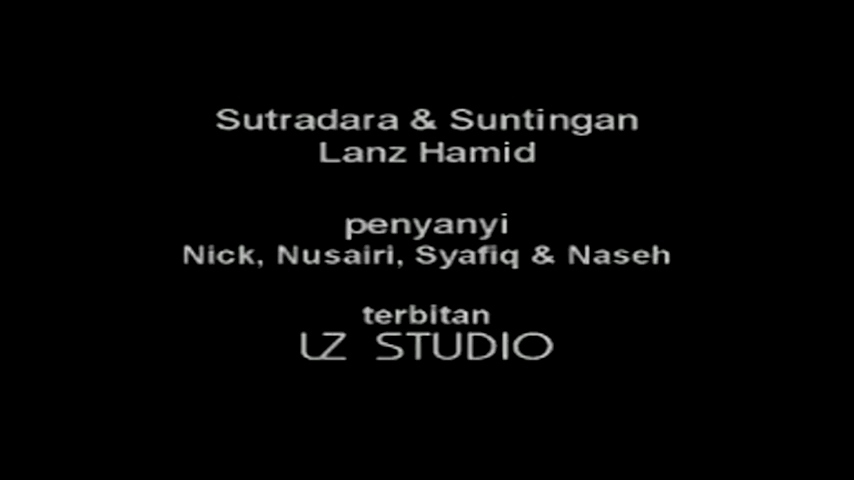 Sutradara & Suntingan
Lanz Hamid
penyanyi
Nick, Nusairi, Syafiq & Naseh
terbitan
LZ STUDIO